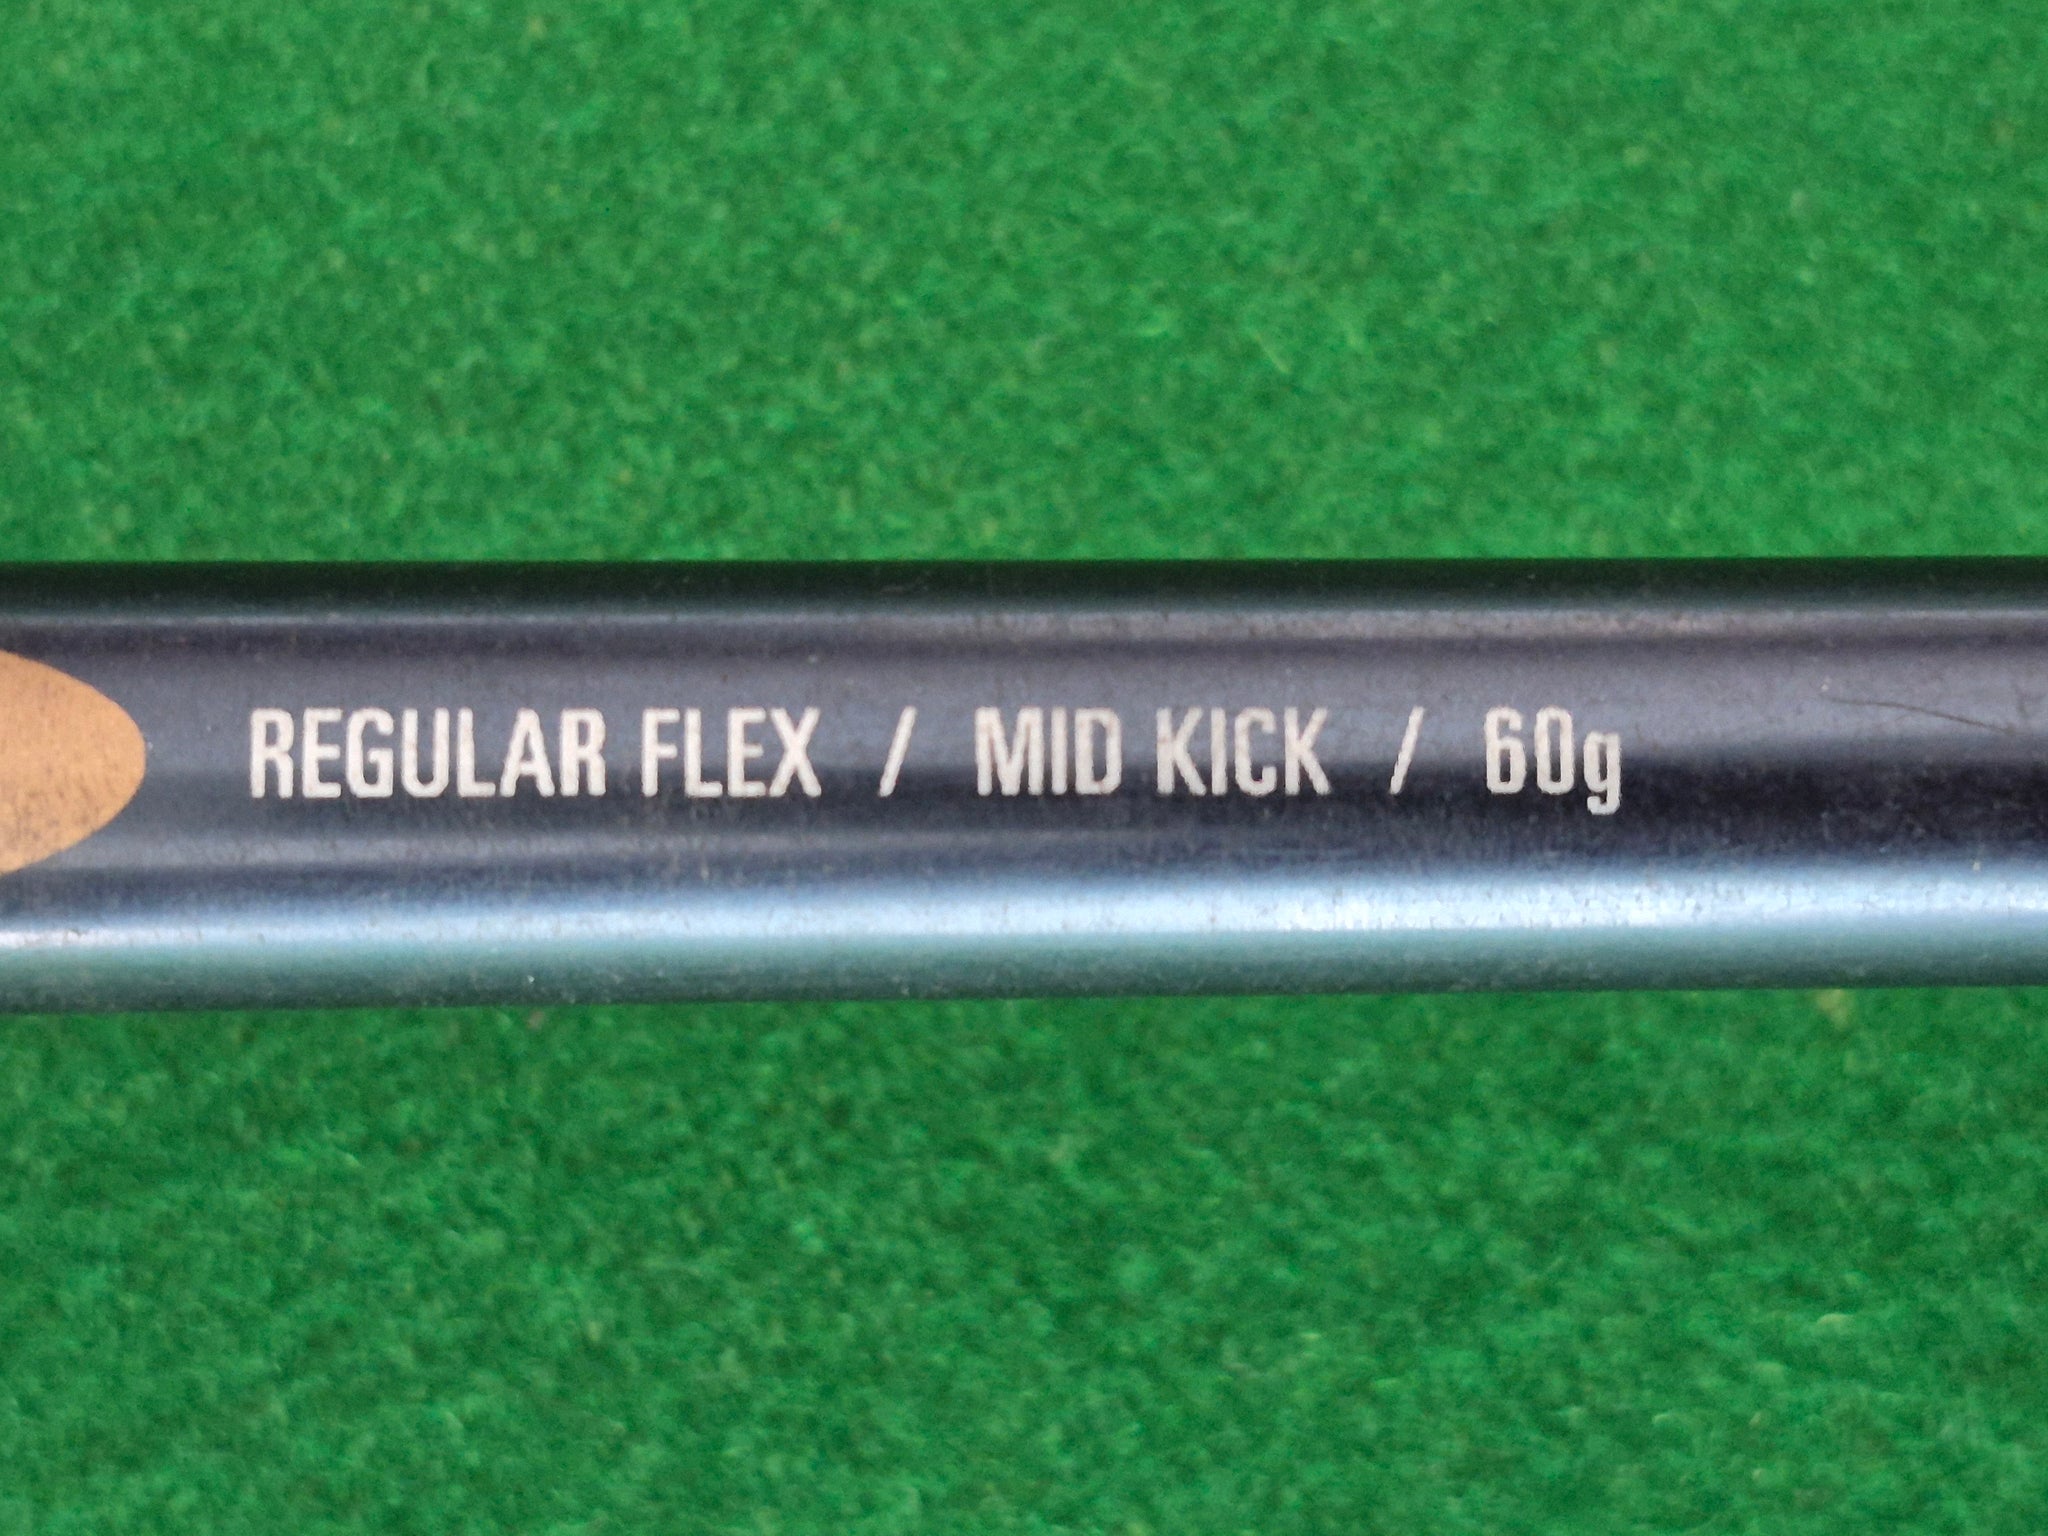 REGULAR FLEX / MID KICK / 60g